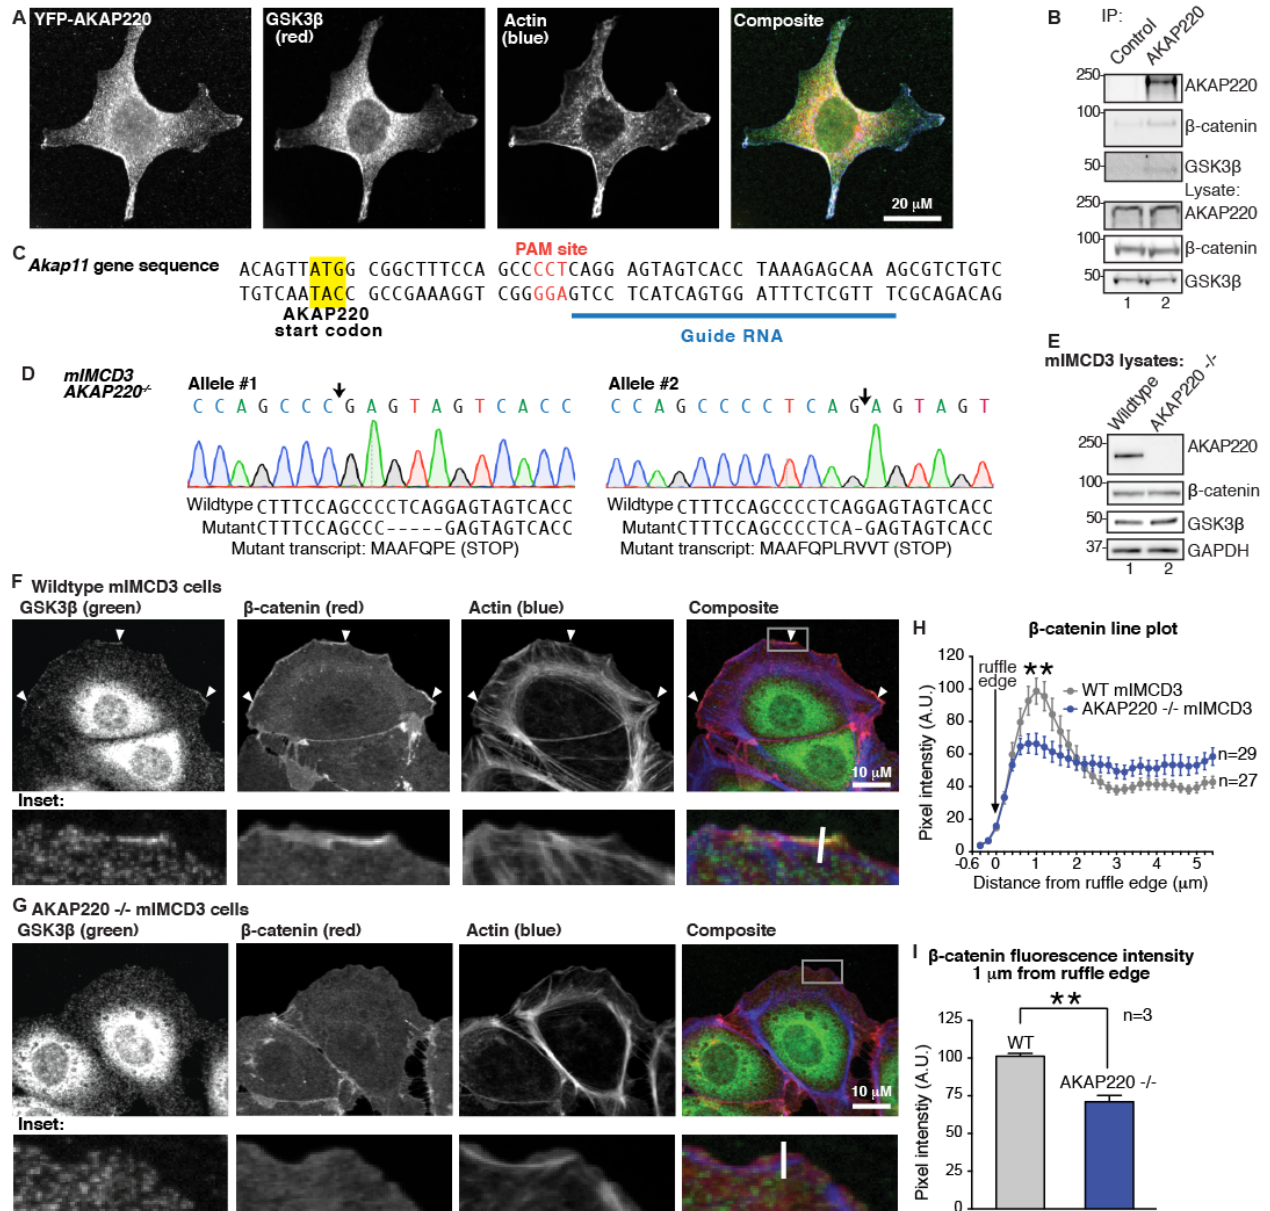 A
YFP-AKAP220
GSK3β
(red)
Actin
(blue)
Composite
20 μM
B
IP:
Control
AKAP220
250
AKAP220
100
β-catenin
50
GSK3β
Lysate:
250
AKAP220
100
β-catenin
50
GSK3β
1 2
C
Akap11 gene sequence
PAM site
ACAGTTATGG CGGCTTTCCA GCCCCTCAGG AGTAGTCACC TAAAGAGCAA AGCGTCTGTC
TGTCAATACC GCCGAAAGGT CGGGGAGTCC TCATCAGTGG ATTTCTCGTT TCGCAGACAG
AKAP220
start codon
Guide RNA
D
mIMCD3
AKAP220-/-
Allele #1
C C A G C C C G A G T A G T C A C C
Wildtype CTTTCCAGCCCCTCAGGAGTAGTCACC
Mutant CTTTCCAGCCC-----GAGTAGTCACC
Mutant transcript: MAAFQPE (STOP)
Allele #2
C C A G C C C C T C A G A G T A G T
Wildtype CTTTCCAGCCCCTCAGGAGTAGTCACC
Mutant CTTTCCAGCCCCTCA-GAGTAGTCACC
Mutant transcript: MAAFQPLRVVT (STOP)
E
mIMCD3 lysates:
Wildtype
AKAP220 -/-
250
AKAP220
100
β-catenin
50
GSK3β
37
GAPDH
1 2
F Wildtype mIMCD3 cells
GSK3β (green)
β-catenin (red)
Actin (blue)
Composite
10 μM
Inset:
G AKAP220 -/- mIMCD3 cells
GSK3β (green)
β-catenin (red)
Actin (blue)
Composite
10 μM
Inset:
H
β-catenin line plot
120
100
80
60
40
20
0
Pixel intenstiy (A.U.)
ruffle
edge
**
WT mIMCD3
AKAP220 -/- mIMCD3
n=29
n=27
-0.6 0 1 2 3 4 5
Distance from ruffle edge (μm)
I
β-catenin fluorescence intensity
1 μm from ruffle edge
**
n=3
125
100
75
50
25
0
Pixel intenstiy (A.U.)
WT
AKAP220 -/-